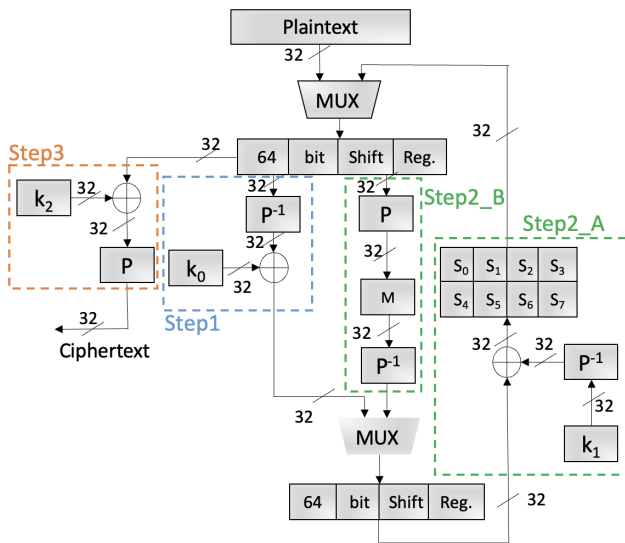 Plaintext
32
MUX
32
64 bit Shift Reg.
32
Step3
k2
32
32
P
32
Ciphertext
32
P-1
32
k0
32
Step1
32
32
P
32
M
32
P-1
Step2_B
Step2_A
S0 S1 S2 S3
S4 S5 S6 S7
32
32
P-1
32
k1
MUX
64 bit Shift Reg.
32